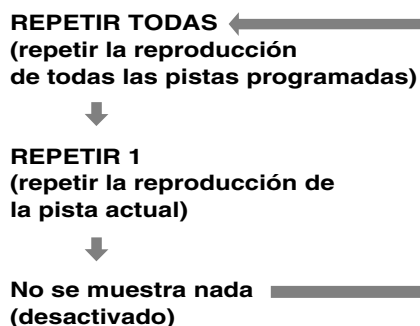 REPETIR TODAS
(repetir la reproducción
de todas las pistas programadas)
REPETIR 1
(repetir la reproducción de
la pista actual)
No se muestra nada
(desactivado)